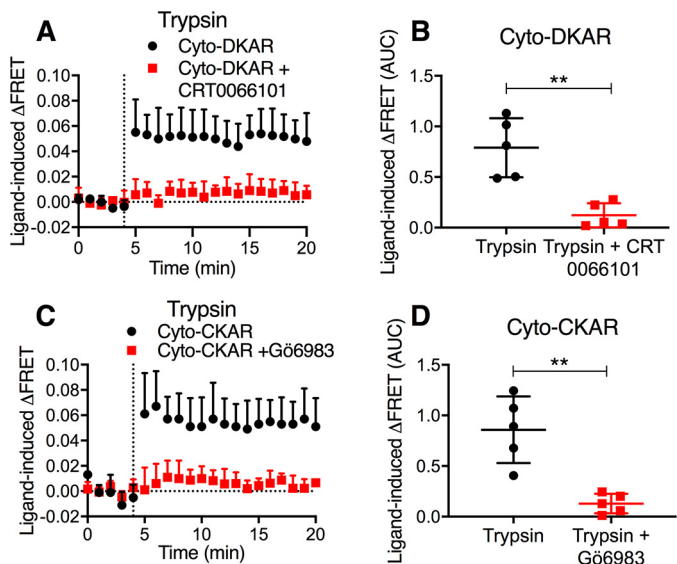 A
Trypsin
Cyto-DKAR
Cyto-DKAR +
CRT0066101
Ligand-induced ΔFRET
0.10
0.08
0.06
0.04
0.02
0.00
-0.02
0
5
10
15
20
Time (min)
B
Cyto-DKAR
Ligand-induced ΔFRET (AUC)
1.5
1.0
0.5
0.0
**
Trypsin
Trypsin + CRT
0066101
C
Trypsin
Cyto-CKAR
Cyto-CKAR +Gö6983
Ligand-induced ΔFRET
0.10
0.08
0.06
0.04
0.02
0.00
-0.02
0
5
10
15
20
Time (min)
D
Cyto-CKAR
Ligand-induced ΔFRET (AUC)
1.5
1.0
0.5
0.0
**
Trypsin
Trypsin +
Gö6983